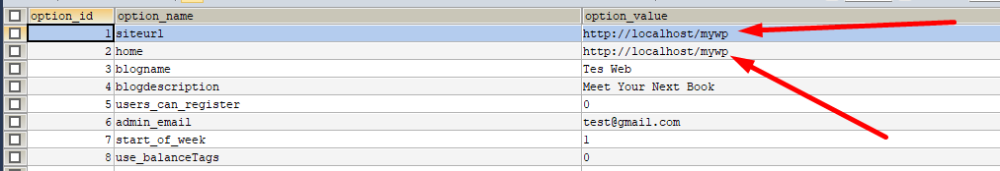 option_id option_name option_value
1 siteurl http://localhost/mywp
2 home http://localhost/mywp
3 blogname Tes Web
4 blogdescription Meet Your Next Book
5 users_can_register 0
6 admin_email test@gmail.com
7 start_of_week 1
8 use_balanceTags 0